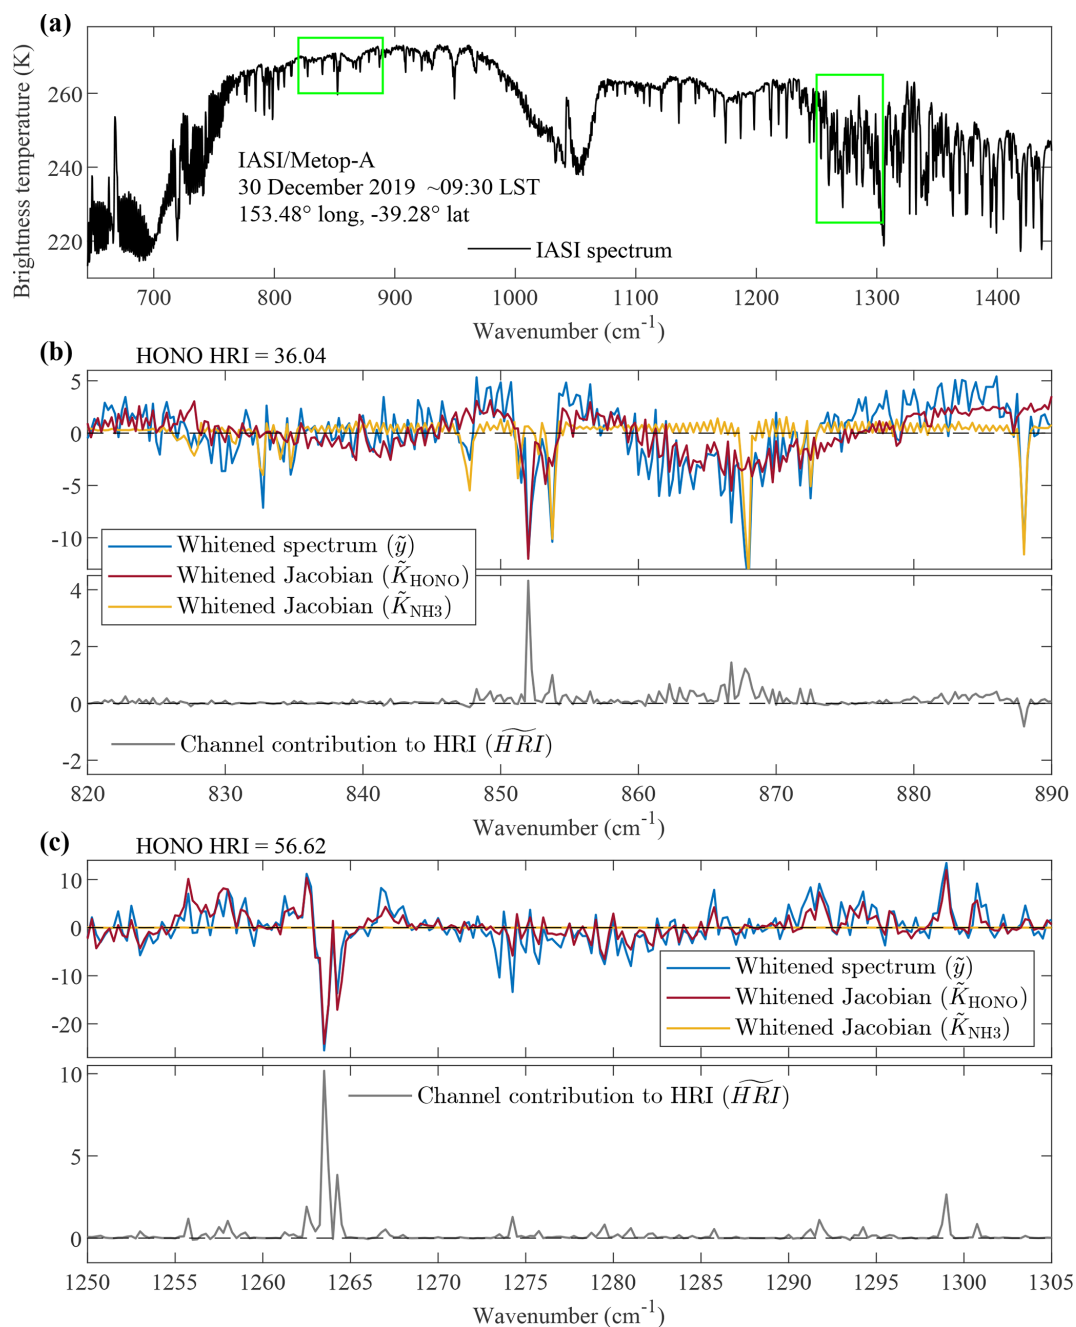 (a)
Brightness temperature (K)
260
240
220
IASI/Metop-A
30 December 2019 ~09:30 LST
153.48° long, -39.28° lat
IASI spectrum
700 800 900 1000 1100 1200 1300 1400
Wavenumber (cm-1)
(b)
HONO HRI = 36.04
5
0
-5
-10
Whitened spectrum (ỹ)
Whitened Jacobian (K̃HONO)
Whitened Jacobian (K̃NH3)
4
2
0
-2
Channel contribution to HRI (H͠RI)
820 830 840 850 860 870 880 890
Wavenumber (cm-1)
(c)
HONO HRI = 56.62
10
0
-10
-20
Whitened spectrum (ỹ)
Whitened Jacobian (K̃HONO)
Whitened Jacobian (K̃NH3)
10
5
0
Channel contribution to HRI (H͠RI)
1250 1255 1260 1265 1270 1275 1280 1285 1290 1295 1300 1305
Wavenumber (cm-1)